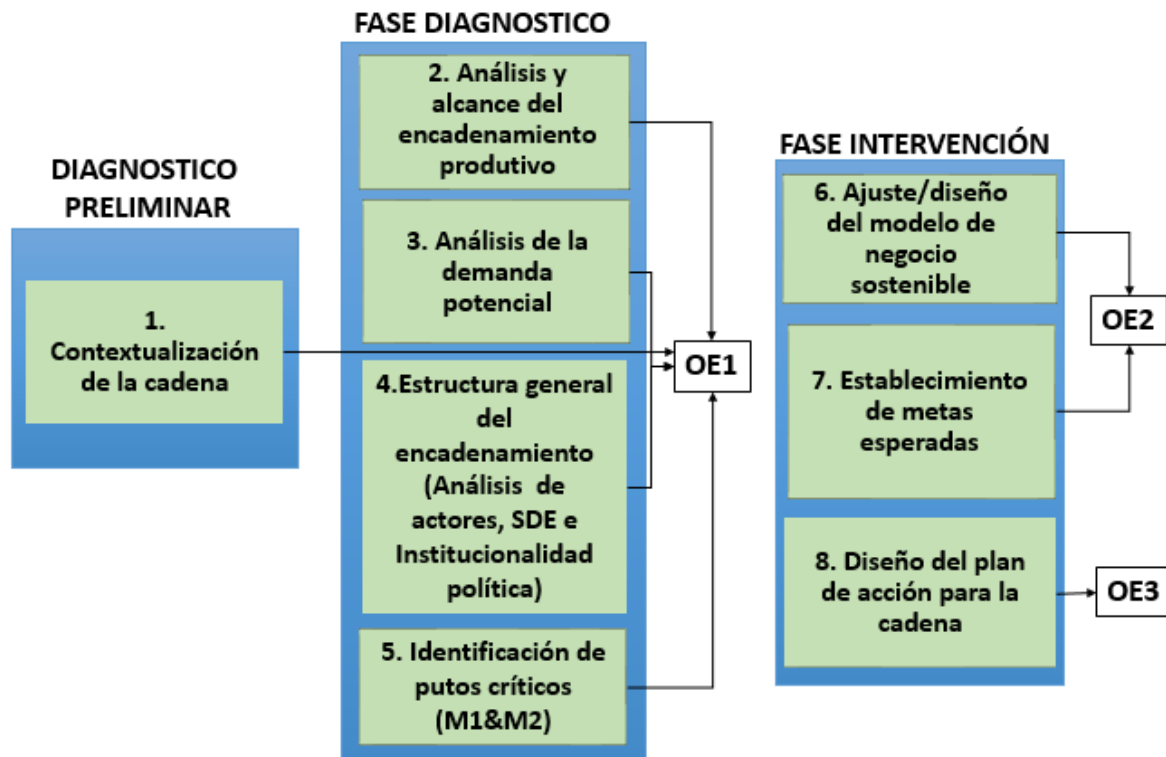 DIAGNOSTICO
PRELIMINAR
1.
Contextualización
de la cadena
FASE DIAGNOSTICO
2. Análisis y
alcance del
encadenamiento
produtivo
3. Análisis de la
demanda
potencial
4.Estructura general
del
encadenamiento
(Análisis de
actores, SDE e
Institucionalidad
política)
5. Identificación de
putos críticos
(M1&M2)
OE1
FASE INTERVENCIÓN
6. Ajuste/diseño
del modelo de
negocio
sostenible
7. Establecimiento
de metas
esperadas
8. Diseño del plan
de acción para la
cadena
OE2
OE3